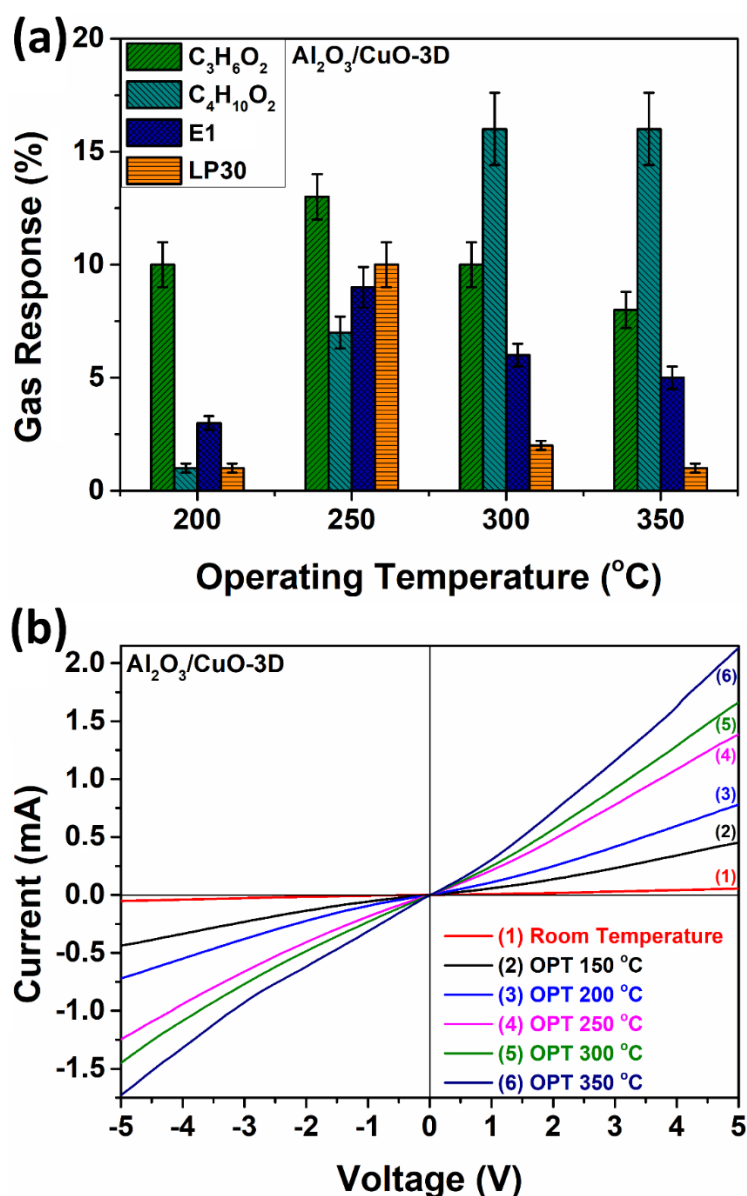 (a)
20
15
10
5
0
Gas Response (%)
C₃H₆O₂
C₄H₁₀O₂
E1
LP30
Al₂O₃/CuO-3D
200 250 300 350
Operating Temperature (°C)
(b)
Al₂O₃/CuO-3D
2.0
1.5
1.0
0.5
0.0
-0.5
-1.0
-1.5
Current (mA)
(6)
(5)
(4)
(3)
(2)
(1)
(1) Room Temperature
(2) OPT 150 °C
(3) OPT 200 °C
(4) OPT 250 °C
(5) OPT 300 °C
(6) OPT 350 °C
-5 -4 -3 -2 -1 0 1 2 3 4 5
Voltage (V)